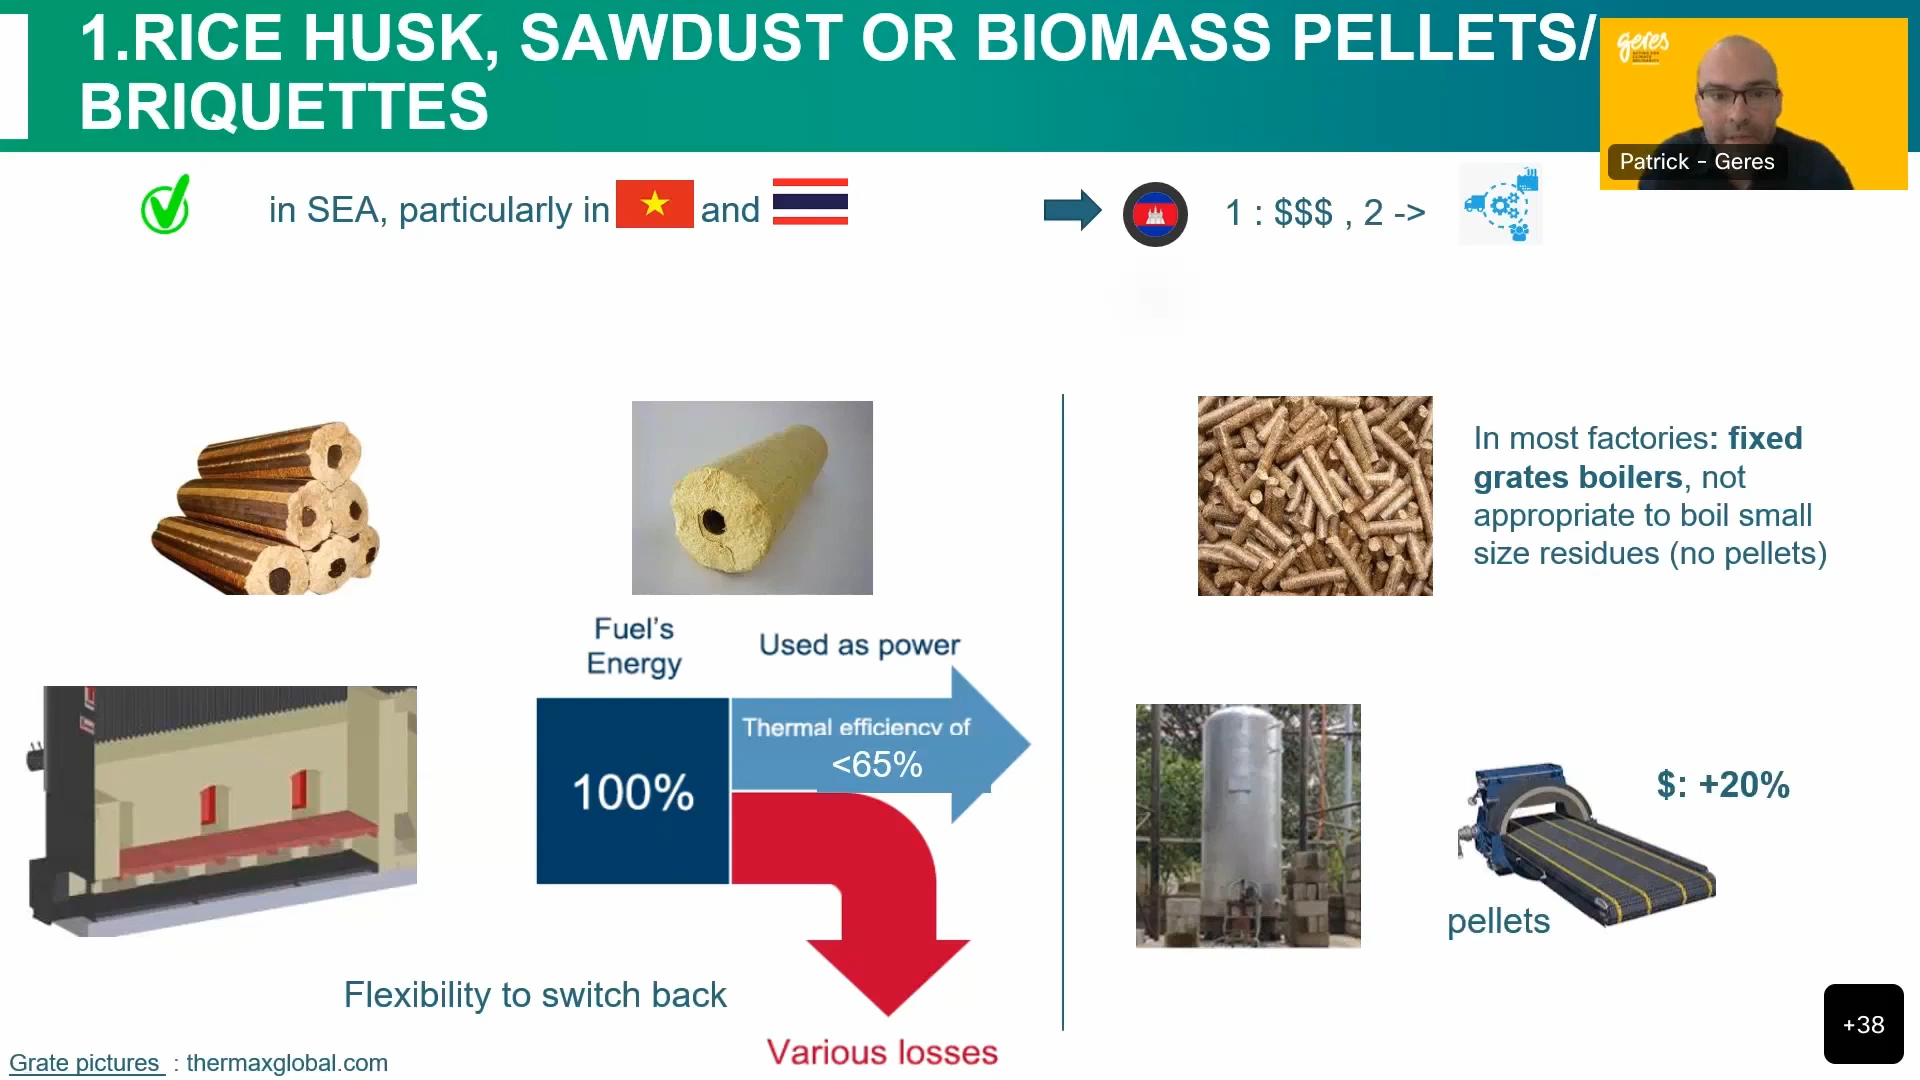 1.RICE HUSK, SAWDUST OR BIOMASS PELLETS/
BRIQUETTES
geres
Patrick - Geres
in SEA, particularly in and
1 : $$$ , 2 ->
In most factories: fixed
grates boilers, not
appropriate to boil small
size residues (no pellets)
Fuel's
Energy
Used as power
Thermal efficiency of
<65%
100%
$: +20%
pellets
Flexibility to switch back
Various losses
+38
Grate pictures : thermaxglobal.com